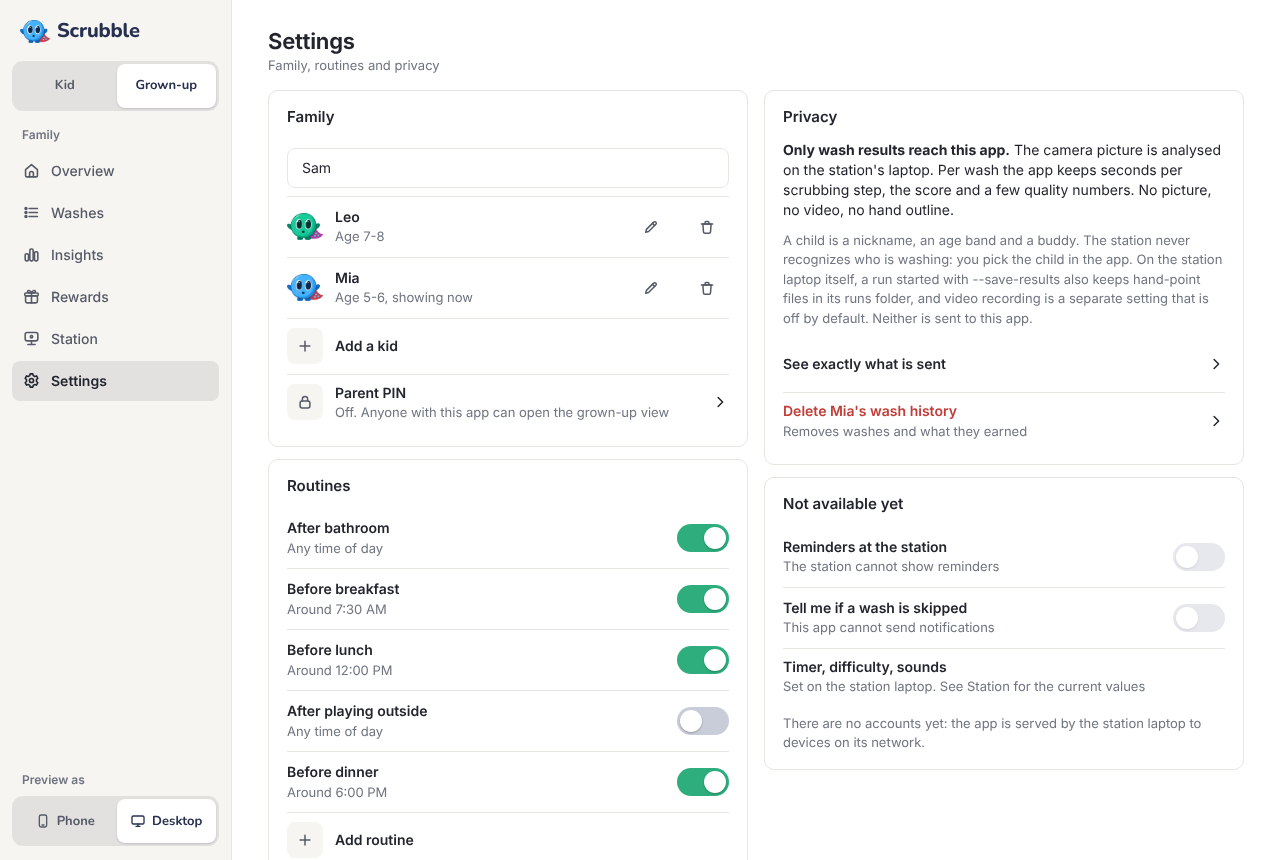 Scrubble
Kid
Grown-up
Family
Overview
Washes
Insights
Rewards
Station
Settings
Preview as
Phone
Desktop
Settings
Family, routines and privacy
Family
Sam
Leo
Age 7-8
Mia
Age 5-6, showing now
Add a kid
Parent PIN
Off. Anyone with this app can open the grown-up view
Routines
After bathroom
Any time of day
Before breakfast
Around 7:30 AM
Before lunch
Around 12:00 PM
After playing outside
Any time of day
Before dinner
Around 6:00 PM
Add routine
Privacy
Only wash results reach this app. The camera picture is analysed
on the station's laptop. Per wash the app keeps seconds per
scrubbing step, the score and a few quality numbers. No picture,
no video, no hand outline.
A child is a nickname, an age band and a buddy. The station never
recognizes who is washing: you pick the child in the app. On the station
laptop itself, a run started with --save-results also keeps hand-point
files in its runs folder, and video recording is a separate setting that is
off by default. Neither is sent to this app.
See exactly what is sent
Delete Mia's wash history
Removes washes and what they earned
Not available yet
Reminders at the station
The station cannot show reminders
Tell me if a wash is skipped
This app cannot send notifications
Timer, difficulty, sounds
Set on the station laptop. See Station for the current values
There are no accounts yet: the app is served by the station laptop to
devices on its network.